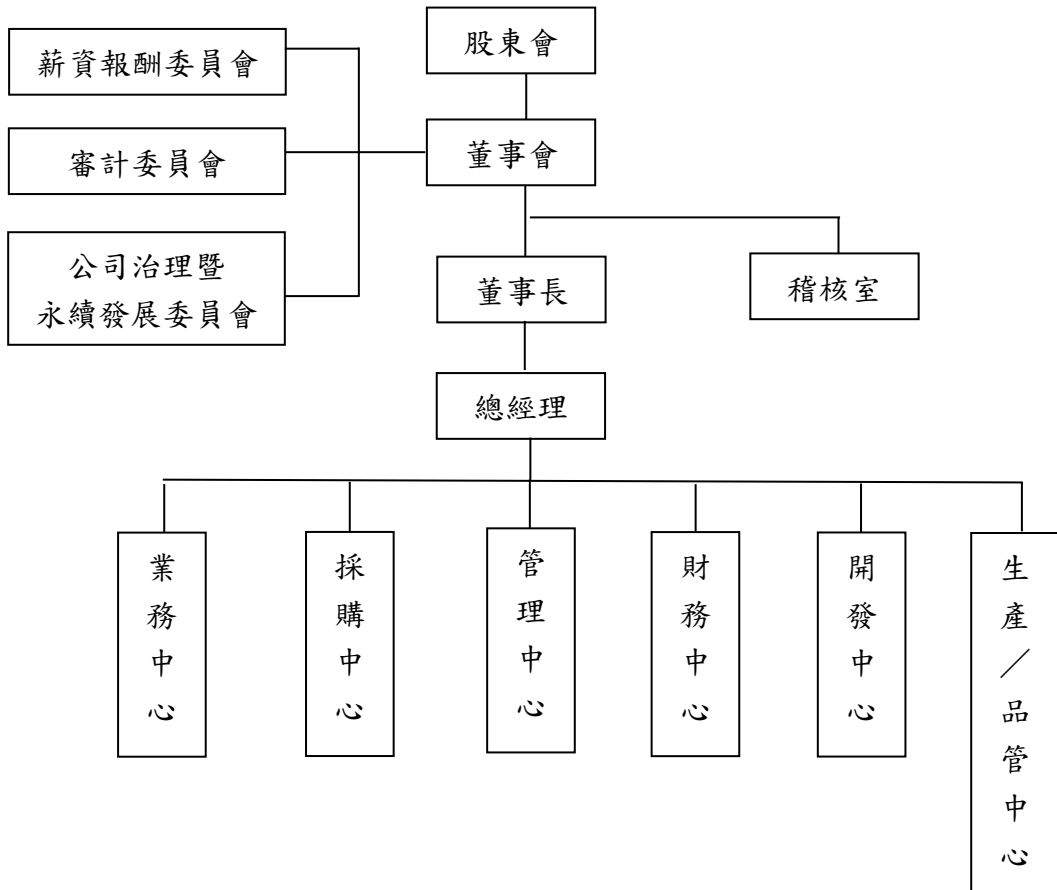 股東會
薪資報酬委員會
審計委員會
董事會
公司治理暨
永續發展委員會
董事長
稽核室
總經理
業務中心
採購中心
管理中心
財務中心
開發中心
生產／品管中心